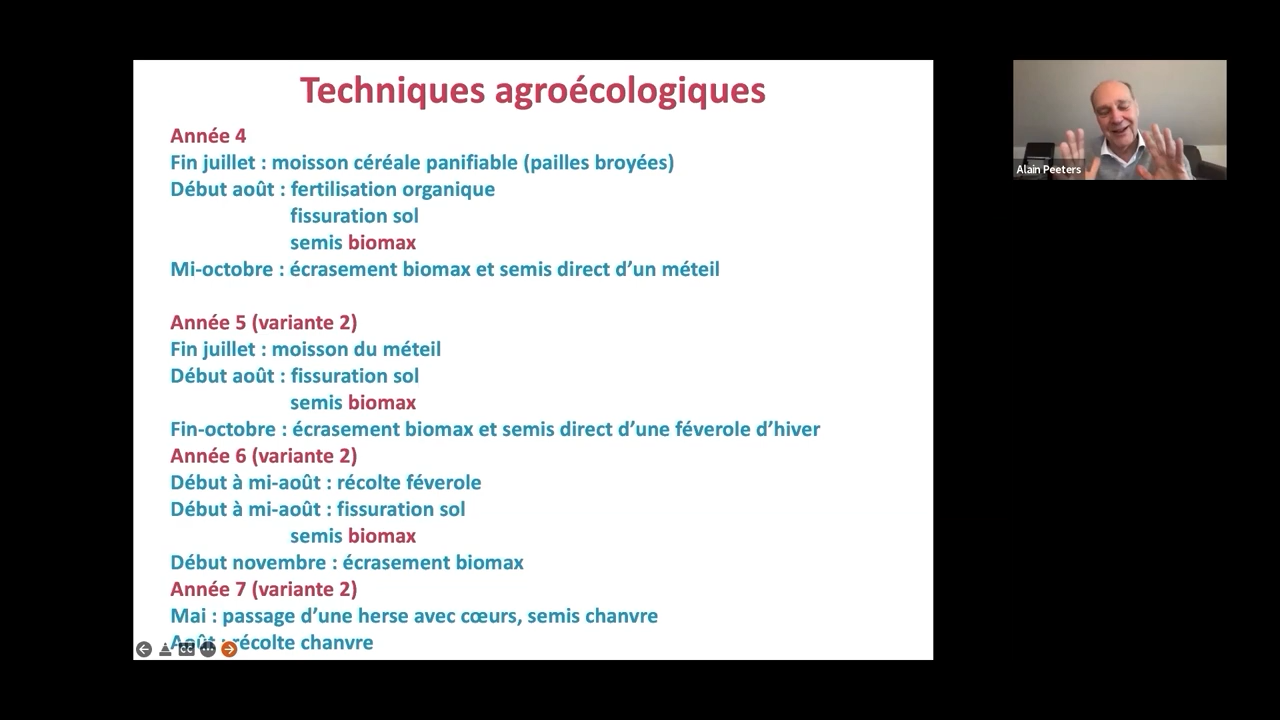 Techniques agroécologiques
Année 4
Fin juillet : moisson céréale panifiable (pailles broyées)
Début août : fertilisation organique
fissuration sol
semis biomax
Mi-octobre : écrasement biomax et semis direct d’un méteil
Année 5 (variante 2)
Fin juillet : moisson du méteil
Début août : fissuration sol
semis biomax
Fin-octobre : écrasement biomax et semis direct d’une féverole d’hiver
Année 6 (variante 2)
Début à mi-août : récolte féverole
Début à mi-août : fissuration sol
semis biomax
Début novembre : écrasement biomax
Année 7 (variante 2)
Mai : passage d’une herse avec cœurs, semis chanvre
Août : récolte chanvre
CC
Alain Peeters